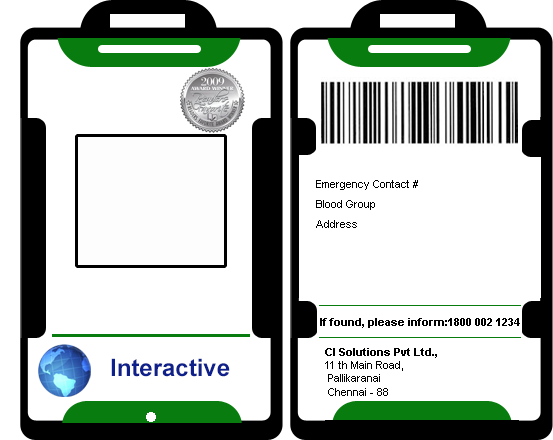 2009
AWARD WINNER
Interactive
Emergency Contact #
Blood Group
Address
If found, please inform:1800 002 1234
CI Solutions Pvt Ltd.,
11 th Main Road,
Pallikaranai
Chennai - 88